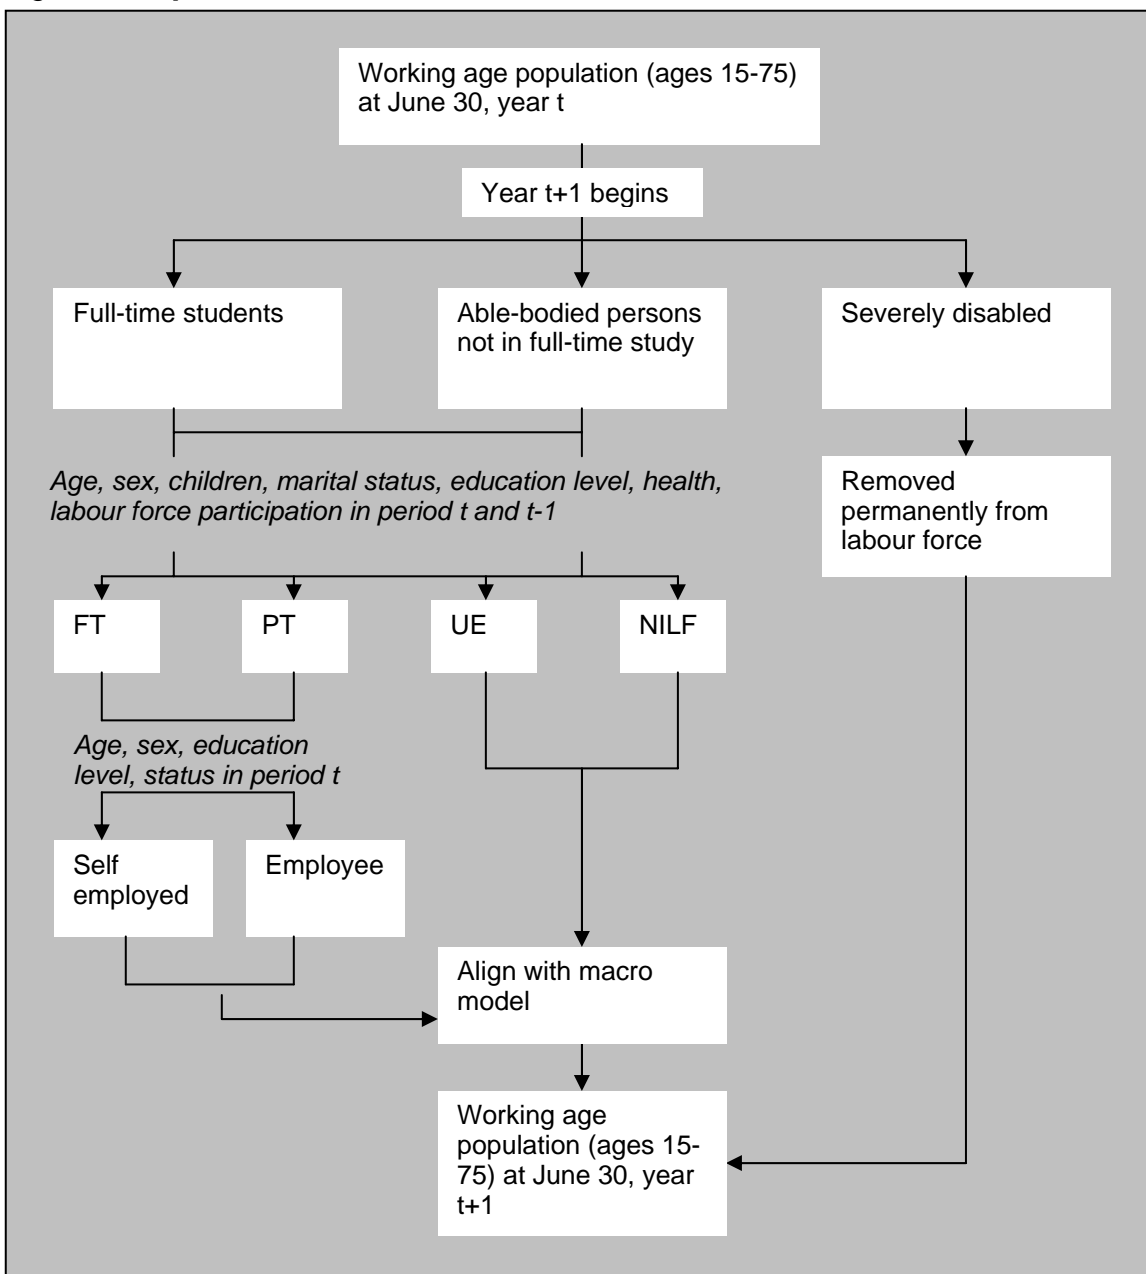 Working age population (ages 15-75)
at June 30, year t
Year t+1 begins
Full-time students
Able-bodied persons
not in full-time study
Severely disabled
Age, sex, children, marital status, education level, health,
labour force participation in period t and t-1
Removed
permanently from
labour force
FT
PT
UE
NILF
Age, sex, education
level, status in period t
Self
employed
Employee
Align with macro
model
Working age
population (ages 15-
75) at June 30, year
t+1